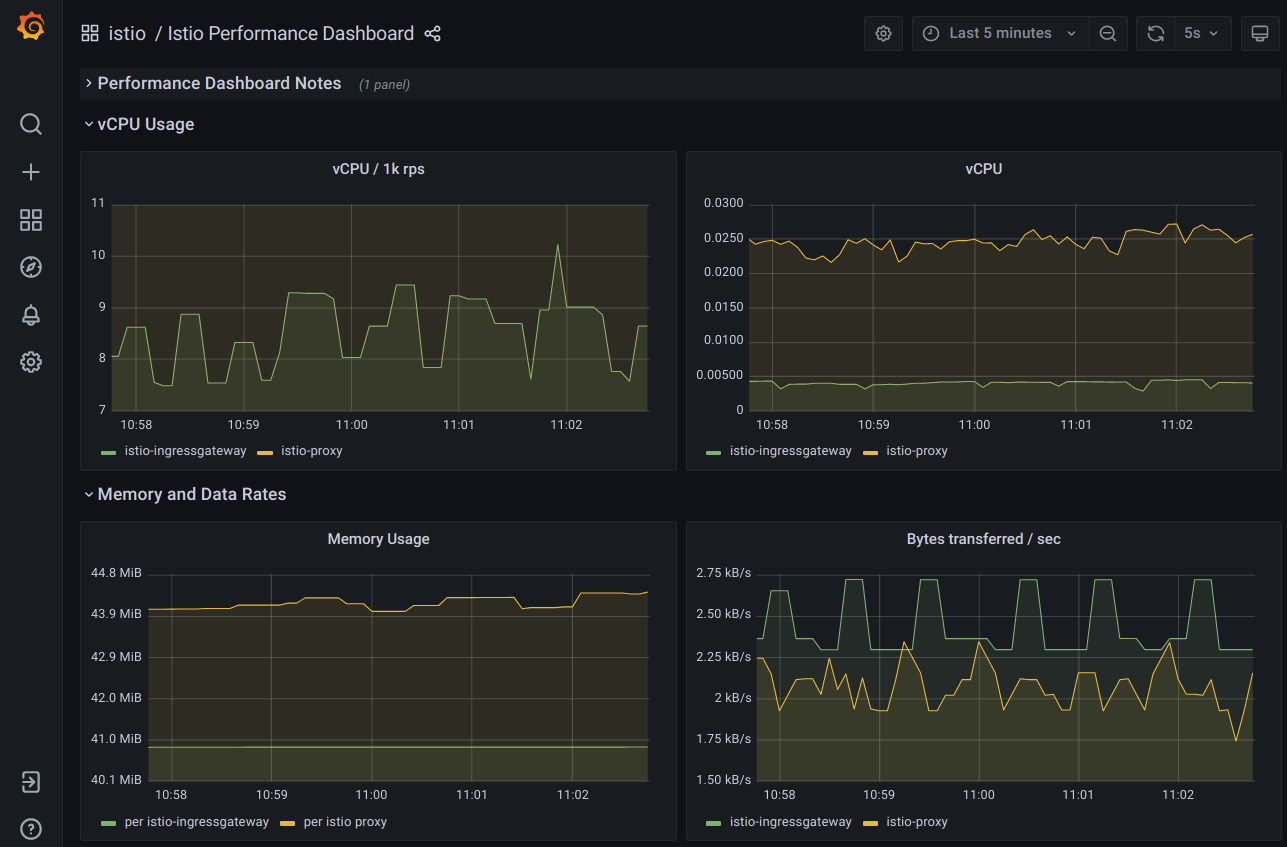 istio / Istio Performance Dashboard
Last 5 minutes
5s
Performance Dashboard Notes (1 panel)
vCPU Usage
vCPU / 1k rps
11
10
9
8
7
10:58 10:59 11:00 11:01 11:02
istio-ingressgateway istio-proxy
vCPU
0.0300
0.0250
0.0200
0.0150
0.0100
0.00500
0
10:58 10:59 11:00 11:01 11:02
istio-ingressgateway istio-proxy
Memory and Data Rates
Memory Usage
44.8 MiB
43.9 MiB
42.9 MiB
42.0 MiB
41.0 MiB
40.1 MiB
10:58 10:59 11:00 11:01 11:02
per istio-ingressgateway per istio proxy
Bytes transferred / sec
2.75 kB/s
2.50 kB/s
2.25 kB/s
2 kB/s
1.75 kB/s
1.50 kB/s
10:58 10:59 11:00 11:01 11:02
istio-ingressgateway istio-proxy